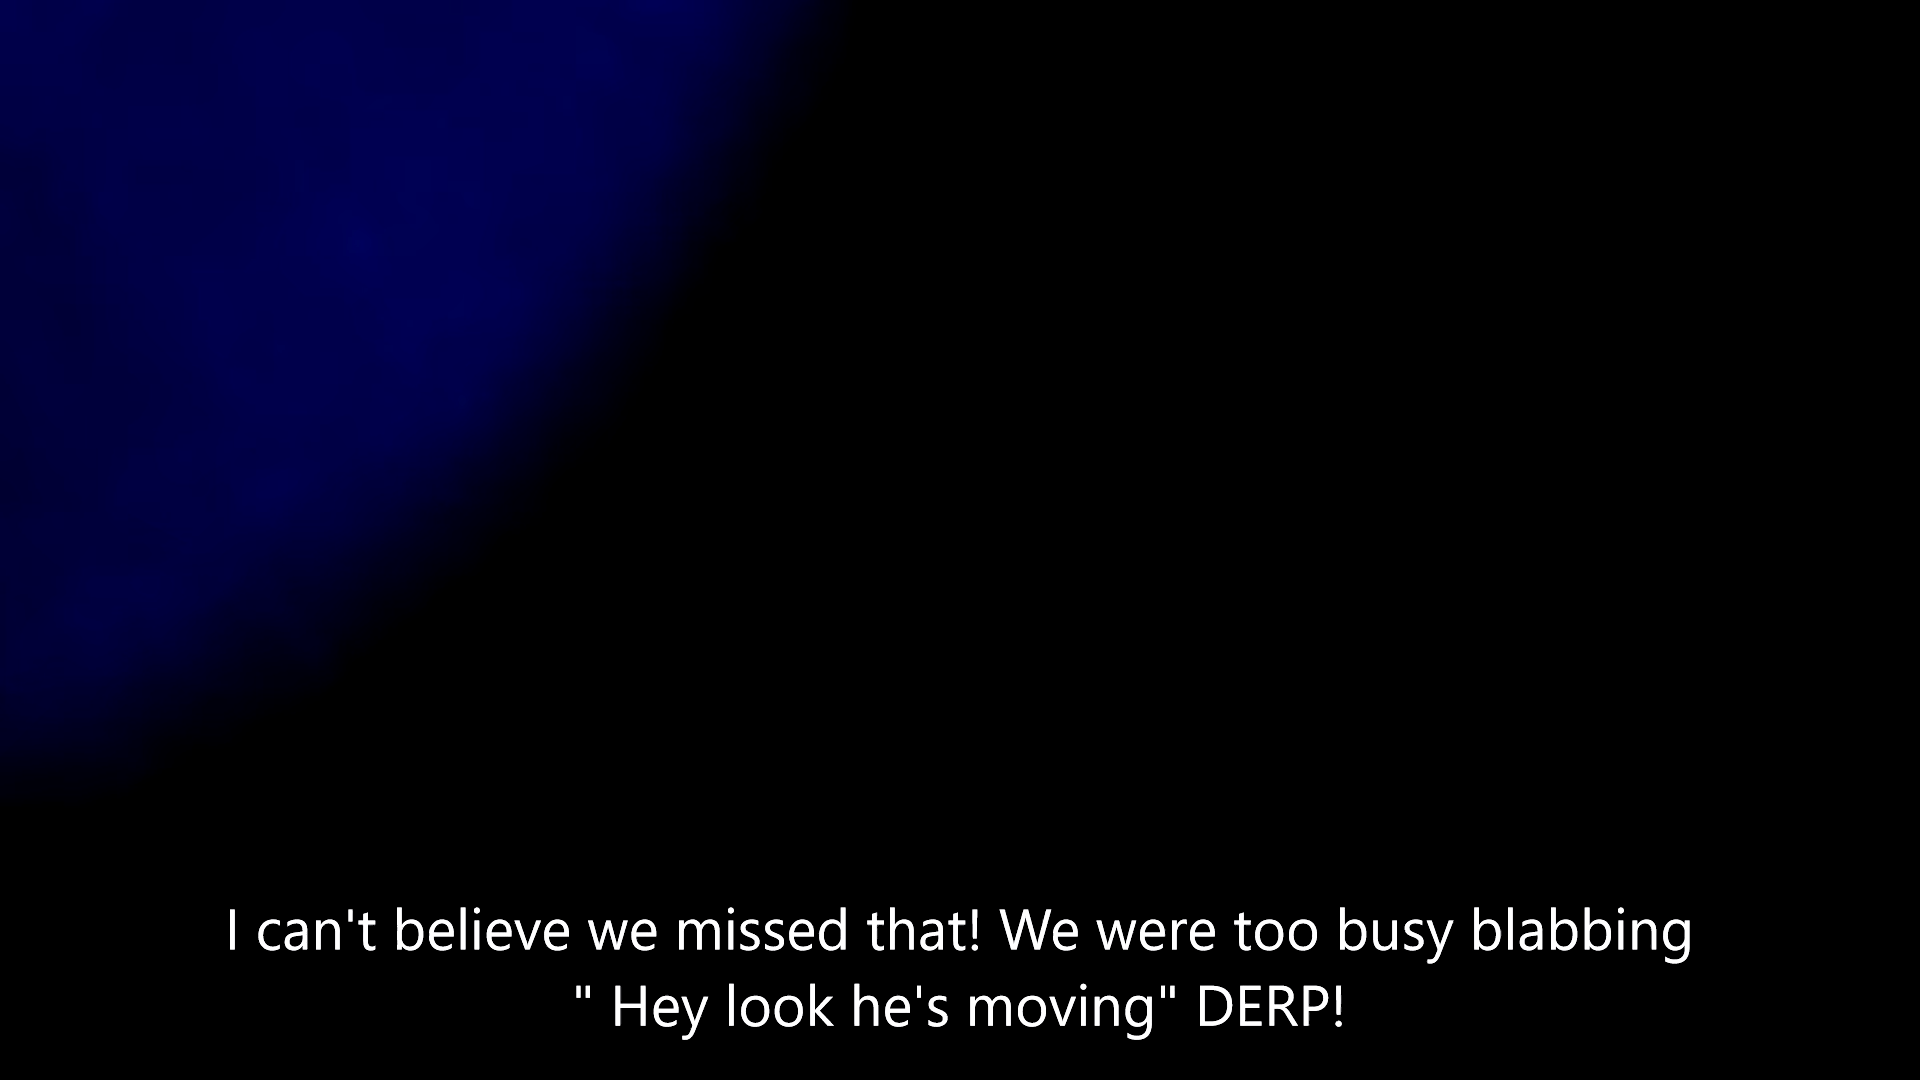 I can't believe we missed that! We were too busy blabbing
" Hey look he's moving" DERP!